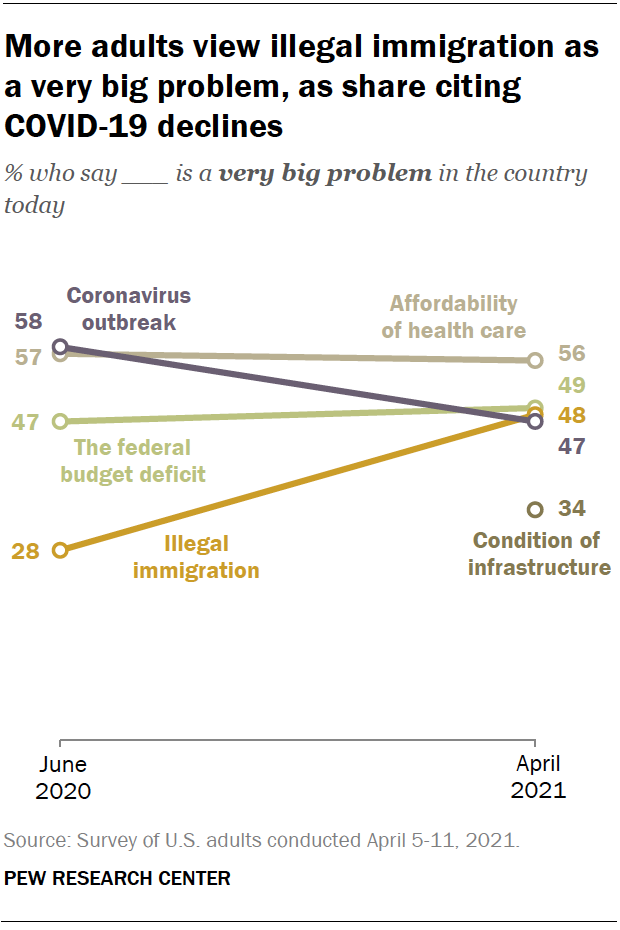 More adults view illegal immigration as
a very big problem, as share citing
COVID-19 declines
% who say ____ is a very big problem in the country
today
Coronavirus
outbreak
58
57
Affordability
of health care
56
49
48
47
47
The federal
budget deficit
28
Illegal
immigration
34
Condition of
infrastructure
June
2020
April
2021
Source: Survey of U.S. adults conducted April 5-11, 2021.
PEW RESEARCH CENTER